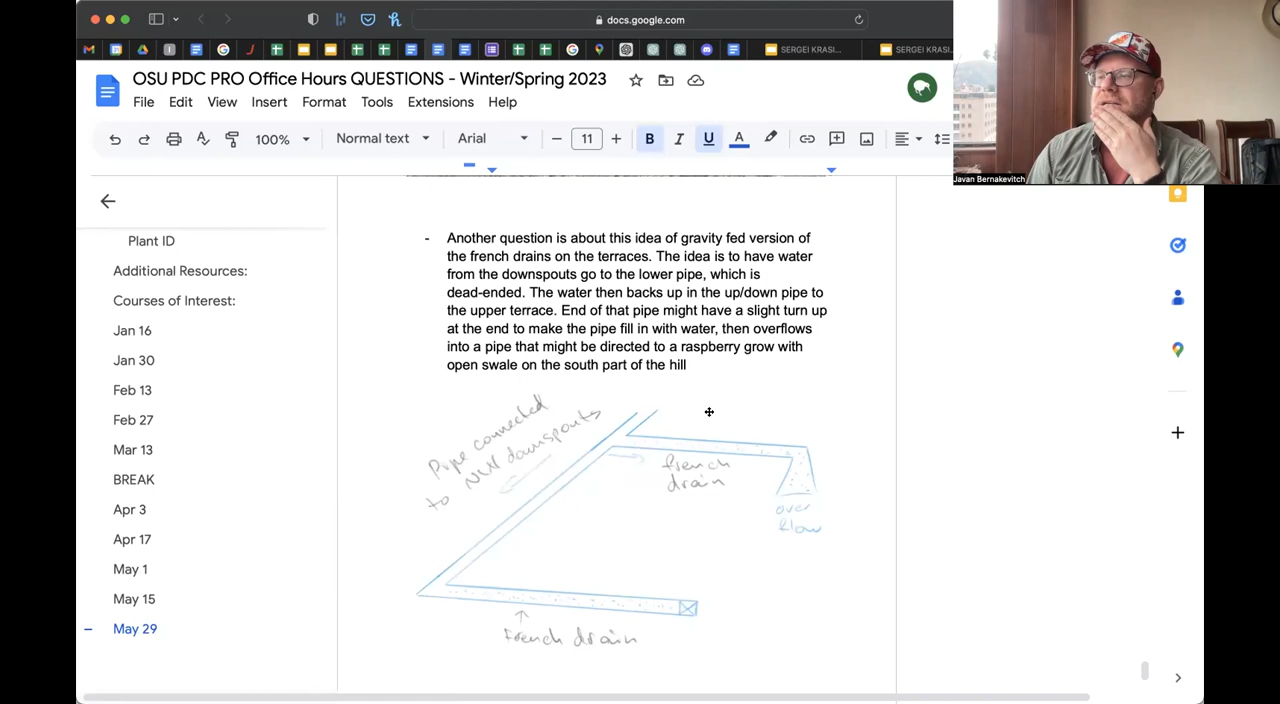 docs.google.com
SERGEI KRASI...
SERGEI KRASI...
OSU PDC PRO Office Hours QUESTIONS - Winter/Spring 2023
File Edit View Insert Format Tools Extensions Help
100% Normal text Arial 11 B I U A
Javan Bernakevitch
Plant ID
Additional Resources:
Courses of Interest:
Jan 16
Jan 30
Feb 13
Feb 27
Mar 13
BREAK
Apr 3
Apr 17
May 1
May 15
May 29
- Another question is about this idea of gravity fed version of
the french drains on the terraces. The idea is to have water
from the downspouts go to the lower pipe, which is
dead-ended. The water then backs up in the up/down pipe to
the upper terrace. End of that pipe might have a slight turn up
at the end to make the pipe fill in with water, then overflows
into a pipe that might be directed to a raspberry grow with
open swale on the south part of the hill
Pipe connected
to NW downspouts
french
drain
over
flow
French drain